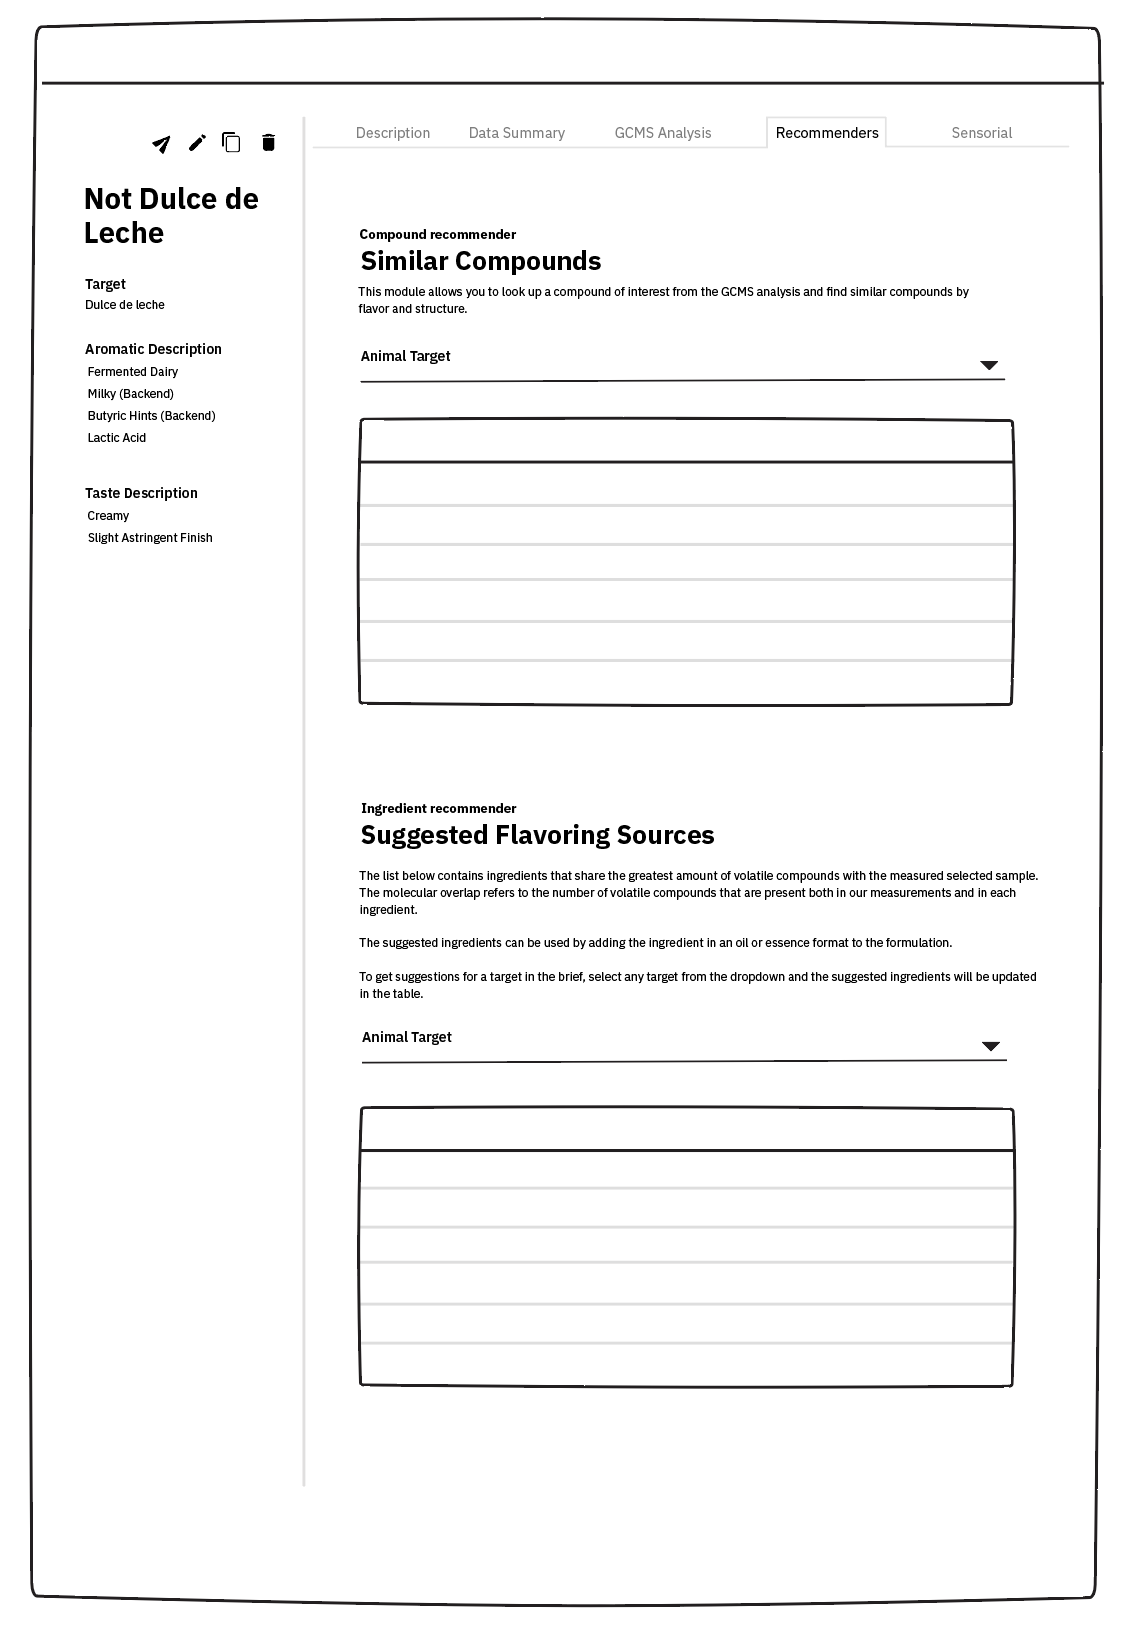 Description
Data Summary
GCMS Analysis
Recommenders
Sensorial
Not Dulce de
Leche
Target
Dulce de leche
Aromatic Description
Fermented Dairy
Milky (Backend)
Butyric Hints (Backend)
Lactic Acid
Taste Description
Creamy
Slight Astringent Finish
Compound recommender
Similar Compounds
This module allows you to look up a compound of interest from the GCMS analysis and find similar compounds by
flavor and structure.
Animal Target
Ingredient recommender
Suggested Flavoring Sources
The list below contains ingredients that share the greatest amount of volatile compounds with the measured selected sample.
The molecular overlap refers to the number of volatile compounds that are present both in our measurements and in each
ingredient.
The suggested ingredients can be used by adding the ingredient in an oil or essence format to the formulation.
To get suggestions for a target in the brief, select any target from the dropdown and the suggested ingredients will be updated
in the table.
Animal Target